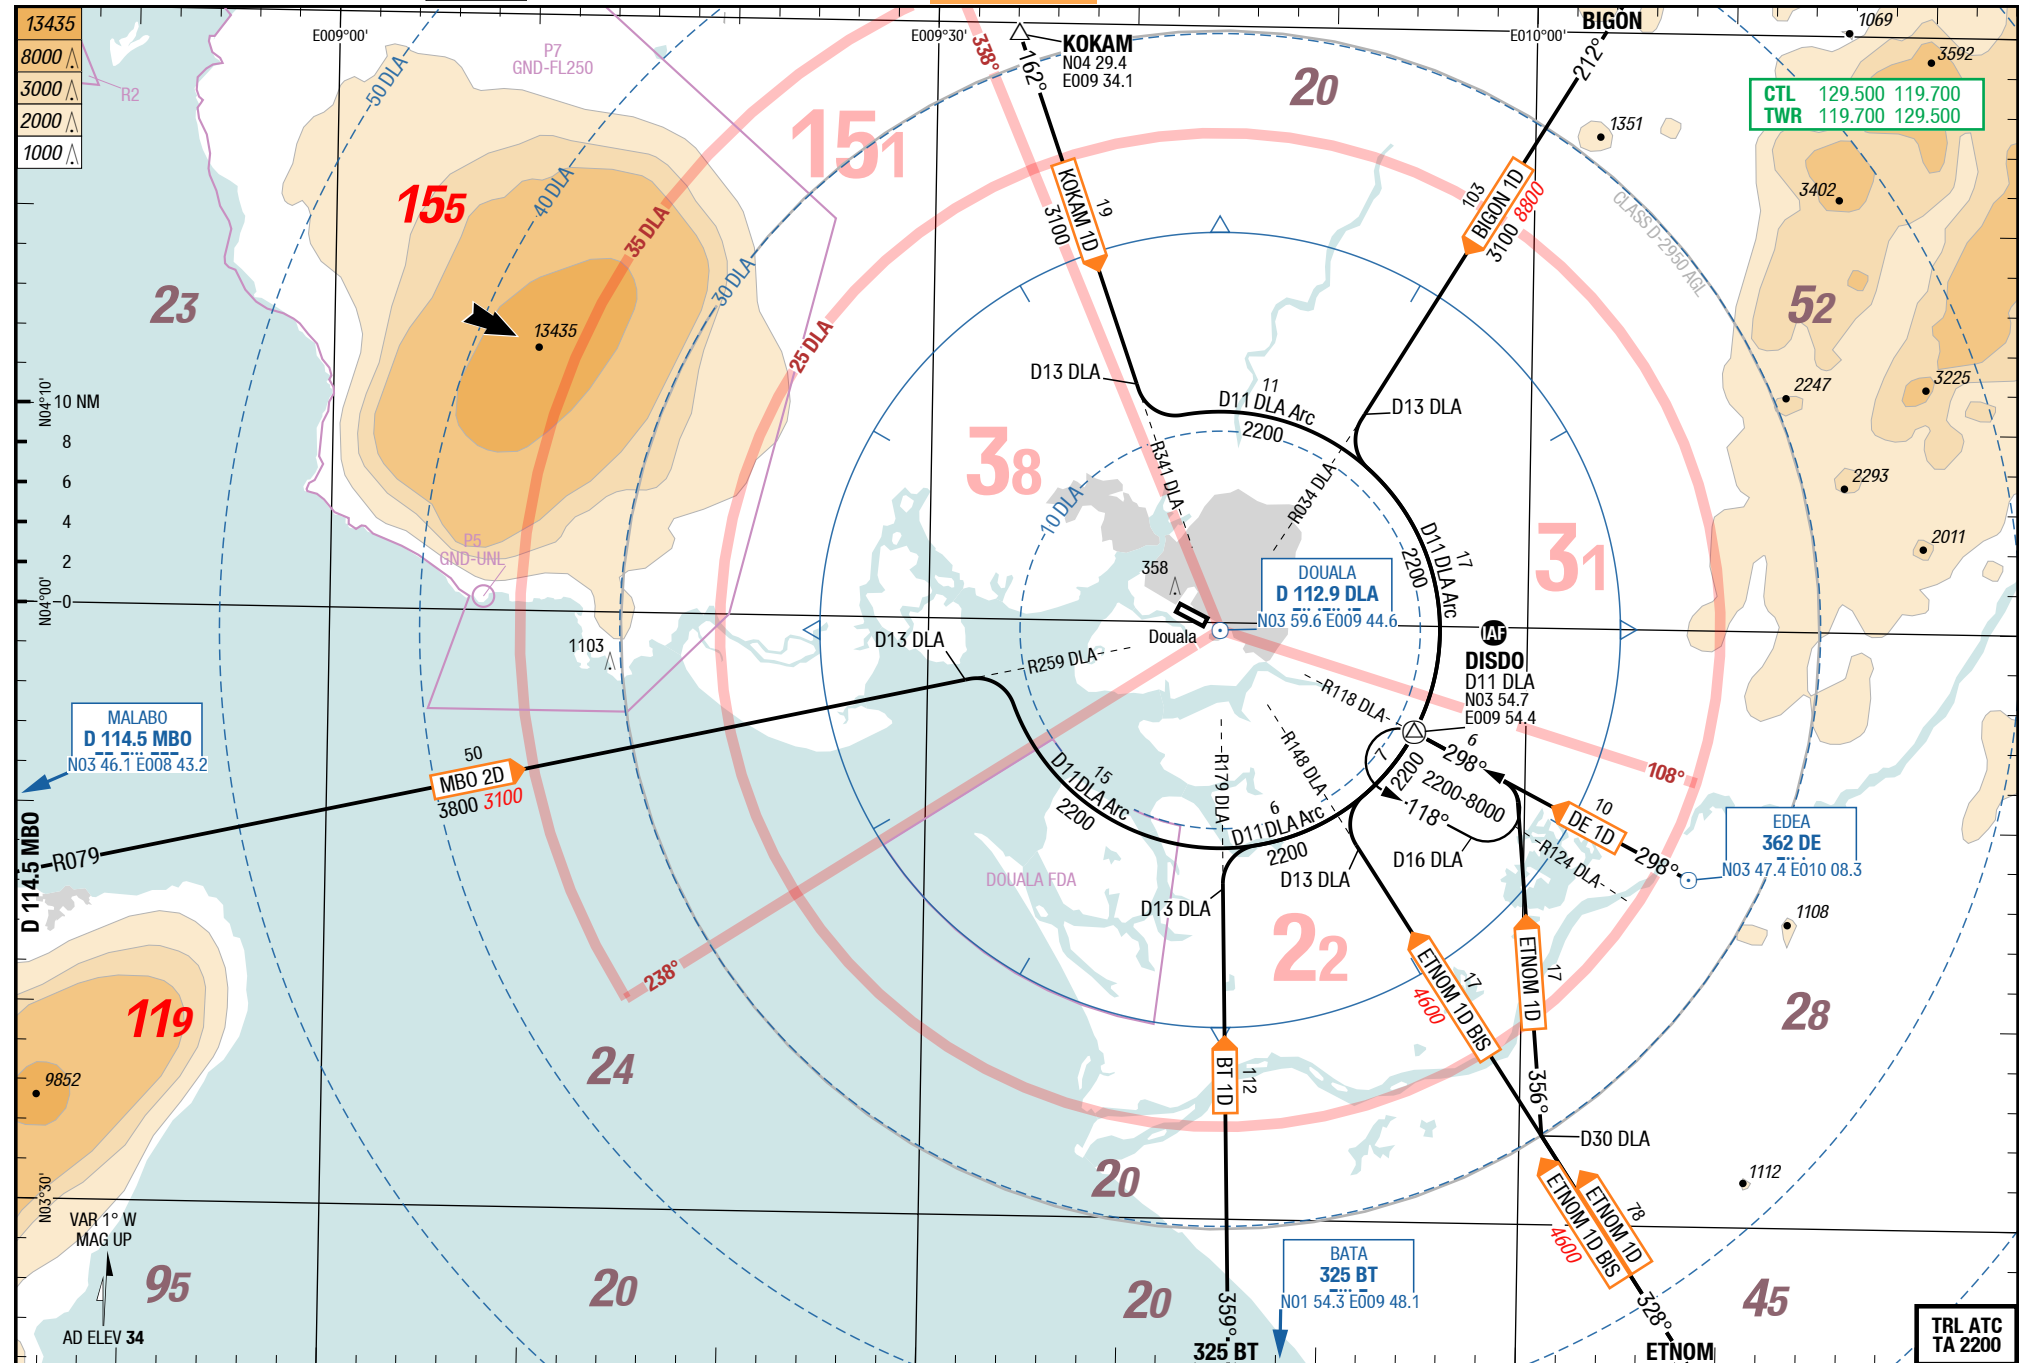 13435
8000
3000
2000
1000
E009°00'
E009°30'
E010°00'
P7
GND-FL250
R2
50 DLA
40 DLA
35 DLA
30 DLA
25 DLA
10 DLA
338°
162°
KOKAM
N04 29.4
E009 34.1
20
BIGON
212°
1069
3592
CTL 129.500 119.700
TWR 119.700 129.500
1351
3402
CLASS D-2950 AGL
151
155
23
13435
KOKAM 1D
19
3100
103
BIGON 1D
3100 8800
52
2247
3225
2293
2011
N04°10'
10 NM
8
6
4
2
0
N04°00'
D13 DLA
11
D11 DLA Arc
2200
D13 DLA
R341 DLA
R034 DLA
38
31
17
D11 DLA Arc
2200
P5
GND-UNL
1103
358
Douala
DOUALA
D 112.9 DLA
N03 59.6 E009 44.6
IAF
DISDO
D11 DLA
N03 54.7
E009 54.4
D13 DLA
R259 DLA
R118 DLA
R148 DLA
R179 DLA
MALABO
D 114.5 MBO
N03 46.1 E008 43.2
50
MBO 2D
3800 3100
R079
D 114.5 MBO
15
D11 DLA Arc
2200
6
D11 DLA Arc
2200
7
2200
6
298°
2200-8000
118°
D16 DLA
108°
10
DE 1D
298°
R124 DLA
EDEA
362 DE
N03 47.4 E010 08.3
1108
DOUALA FDA
D13 DLA
D13 DLA
22
238°
119
9852
24
28
ETNOM 1D BIS
17
4600
ETNOM 1D
17
BT 1D
112
356°
D30 DLA
20
1112
N03°30'
VAR 1° W
MAG UP
AD ELEV 34
95
20
20
359°
325 BT
BATA
325 BT
N01 54.3 E009 48.1
ETNOM 1D
78
ETNOM 1D BIS
4600
328°
ETNOM
45
TRL ATC
TA 2200